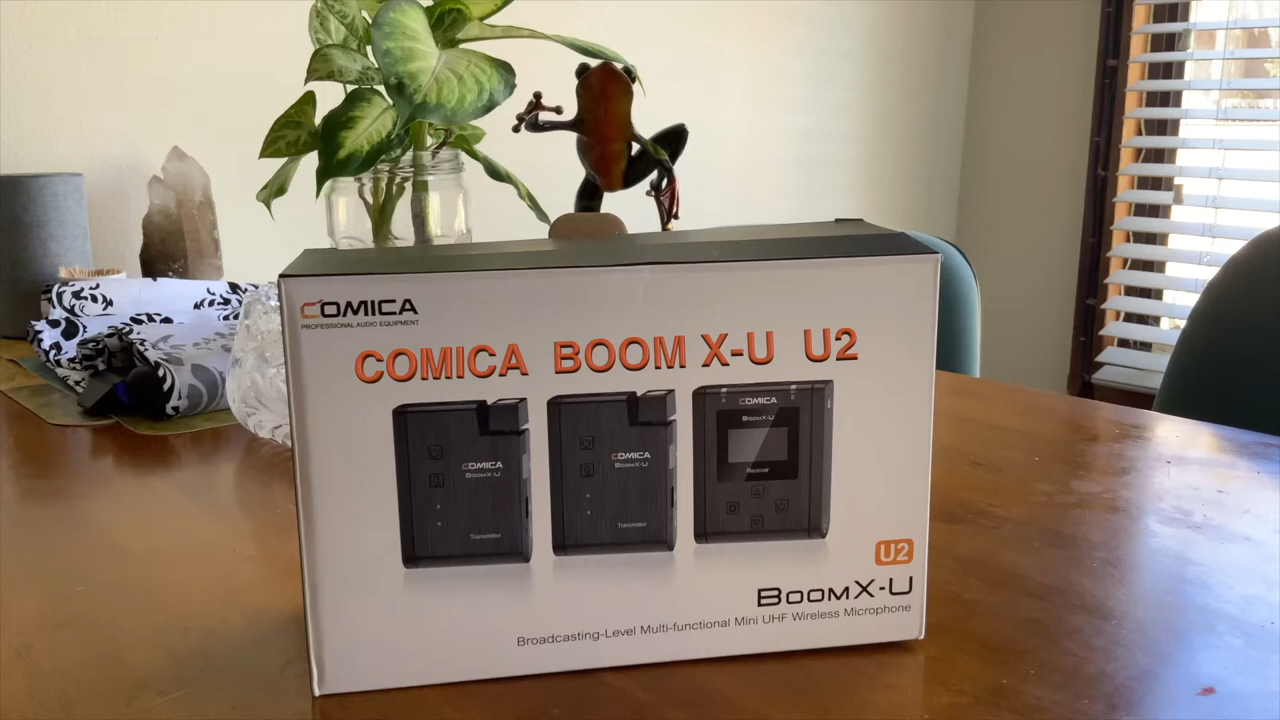 COMICA
PROFESSIONAL AUDIO EQUIPMENT
COMICA BOOM X-U U2
COMICA
BOOMX-U
Transmitter
COMICA
BOOMX-U
Transmitter
A
B
COMICA
BOOMX-U
Receiver
U2
BOOMX-U
Broadcasting-Level Multi-functional Mini UHF Wireless Microphone